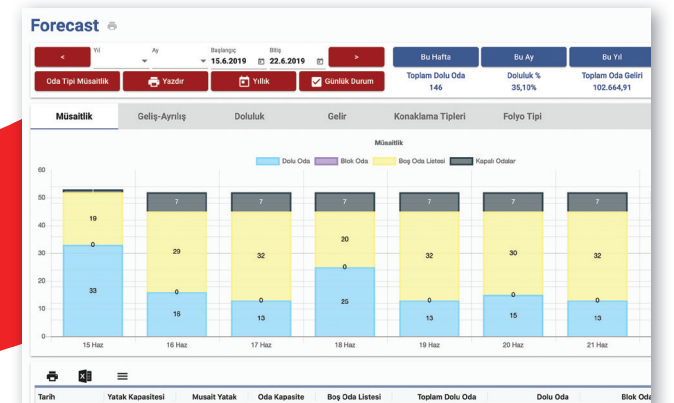 Forecast
< Yıl Ay Başlangıç 15.6.2019 Bitiş 22.6.2019 > Bu Hafta Bu Ay Bu Yıl
Oda Tipi Müsaitlik Yazdır Yıllık Günlük Durum Toplam Dolu Oda Doluluk % Toplam Oda Geliri
146 35,10% 102.664,91
Müsaitlik Geliş-Ayrılış Doluluk Gelir Konaklama Tipleri Folyo Tipi
Müsaitlik
Dolu Oda Blok Oda Boş Oda Listesi Kapalı Odalar
60
50
40
30
20
10
0
19 0 33
7 29 0 16
7 32 0 13
7 20 0 25
7 32 0 13
7 30 0 15
7 32 0 13
15 Haz 16 Haz 17 Haz 18 Haz 19 Haz 20 Haz 21 Haz
Tarih Yatak Kapasitesi Musait Yatak Oda Kapasite Boş Oda Listesi Toplam Dolu Oda Dolu Oda Blok Oda